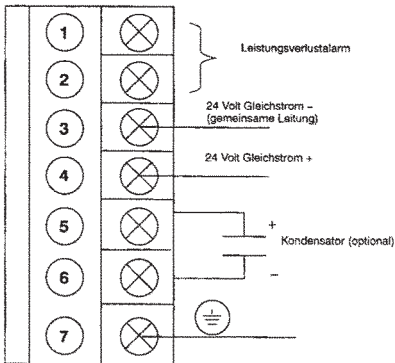 1
Leistungsverlustalarm
2
24 Volt Gleichstrom –
(gemeinsame Leitung)
3
24 Volt Gleichstrom +
4
5
+
Kondensator (optional)
6
–
7